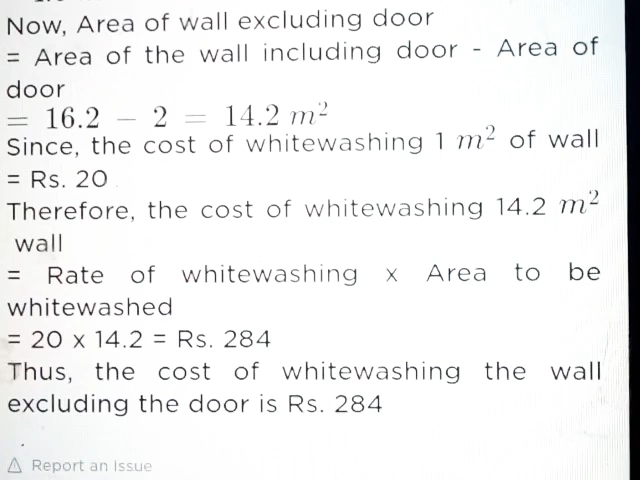 Now, Area of wall excluding door
= Area of the wall including door - Area of
door
= 16.2 − 2 = 14.2 m²
Since, the cost of whitewashing 1 m² of wall
= Rs. 20
Therefore, the cost of whitewashing 14.2 m²
wall
= Rate of whitewashing x Area to be
whitewashed
= 20 x 14.2 = Rs. 284
Thus, the cost of whitewashing the wall
excluding the door is Rs. 284
Report an Issue